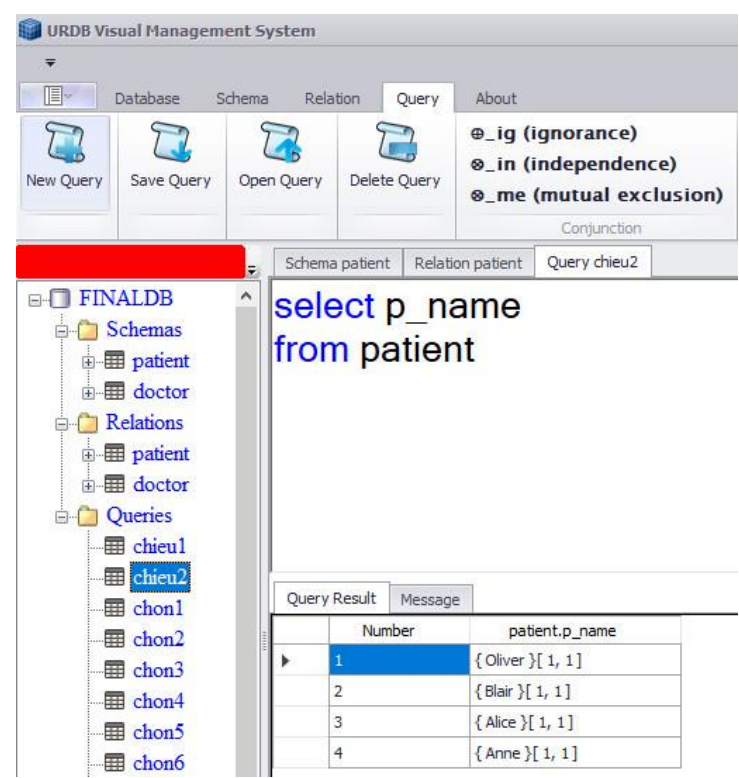 URDB Visual Management System
Database Schema Relation Query About
New Query Save Query Open Query Delete Query
⊕_ig (ignorance)
⊗_in (independence)
⊗_me (mutual exclusion)
Conjunction
Schema patient Relation patient Query chieu2
FINALDB
Schemas
patient
doctor
Relations
patient
doctor
Queries
chieu1
chieu2
chon1
chon2
chon3
chon4
chon5
chon6
select p_name
from patient
Query Result Message
Number patient.p_name
1 { Oliver }[ 1, 1]
2 { Blair }[ 1, 1]
3 { Alice }[ 1, 1]
4 { Anne }[ 1, 1]